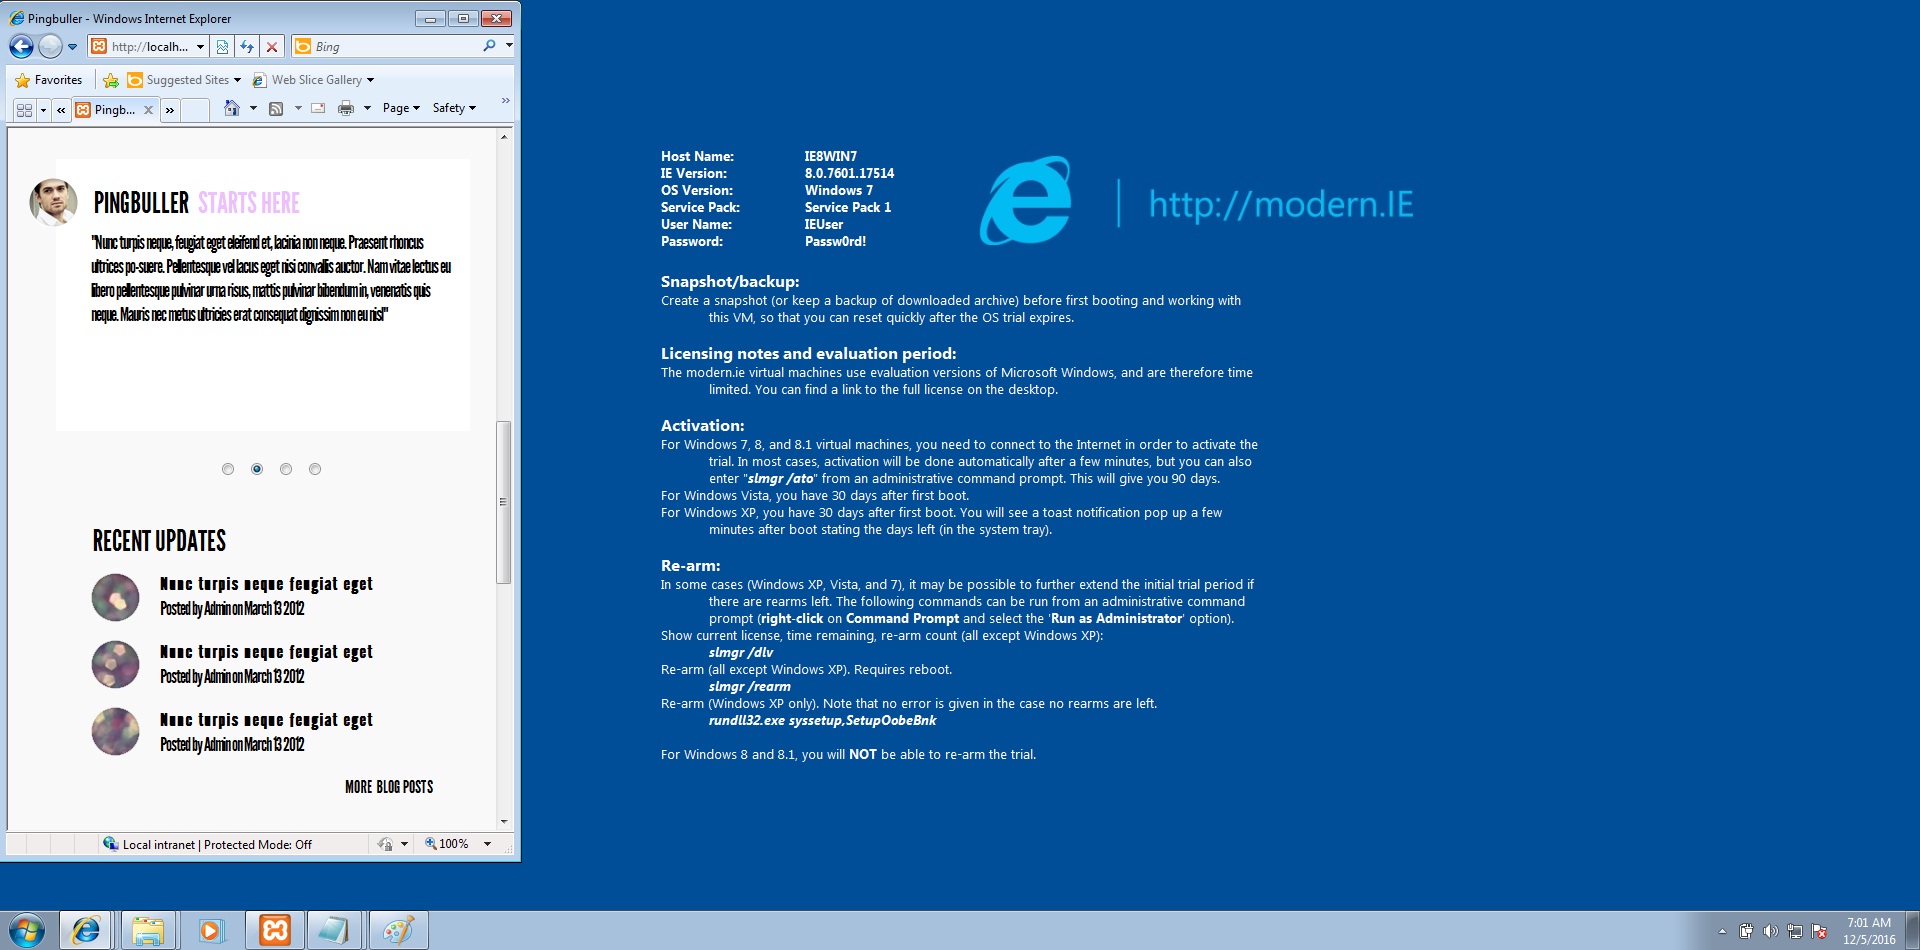 Pingbuller - Windows Internet Explorer
http://localh...
Bing
Favorites
Suggested Sites
Web Slice Gallery
Pingb...
Page
Safety
PINGBULLER STARTS HERE
"Nunc turpis neque, feugiat eget eleifend et, lacinia non neque. Praesent rhoncus
ultrices po-suere. Pellentesque vel lacus eget nisi convallis auctor. Nam vitae lectus eu
libero pellentesque pulvinar urna risus, mattis pulvinar bibendum in, venenatis quis
neque. Mauris nec metus ultricies erat consequat dignissim non eu nisl"
RECENT UPDATES
Nunc turpis neque feugiat eget
Posted by Admin on March 13 2012
Nunc turpis neque feugiat eget
Posted by Admin on March 13 2012
Nunc turpis neque feugiat eget
Posted by Admin on March 13 2012
MORE BLOG POSTS
Local intranet | Protected Mode: Off
100%
Host Name: IE8WIN7
IE Version: 8.0.7601.17514
OS Version: Windows 7
Service Pack: Service Pack 1
User Name: IEUser
Password: Passw0rd!
http://modern.IE
Snapshot/backup:
Create a snapshot (or keep a backup of downloaded archive) before first booting and working with
this VM, so that you can reset quickly after the OS trial expires.
Licensing notes and evaluation period:
The modern.ie virtual machines use evaluation versions of Microsoft Windows, and are therefore time
limited. You can find a link to the full license on the desktop.
Activation:
For Windows 7, 8, and 8.1 virtual machines, you need to connect to the Internet in order to activate the
trial. In most cases, activation will be done automatically after a few minutes, but you can also
enter "slmgr /ato" from an administrative command prompt. This will give you 90 days.
For Windows Vista, you have 30 days after first boot.
For Windows XP, you have 30 days after first boot. You will see a toast notification pop up a few
minutes after boot stating the days left (in the system tray).
Re-arm:
In some cases (Windows XP, Vista, and 7), it may be possible to further extend the initial trial period if
there are rearms left. The following commands can be run from an administrative command
prompt (right-click on Command Prompt and select the 'Run as Administrator' option).
Show current license, time remaining, re-arm count (all except Windows XP):
slmgr /dlv
Re-arm (all except Windows XP). Requires reboot.
slmgr /rearm
Re-arm (Windows XP only). Note that no error is given in the case no rearms are left.
rundll32.exe syssetup,SetupOobeBnk
For Windows 8 and 8.1, you will NOT be able to re-arm the trial.
7:01 AM
12/5/2016